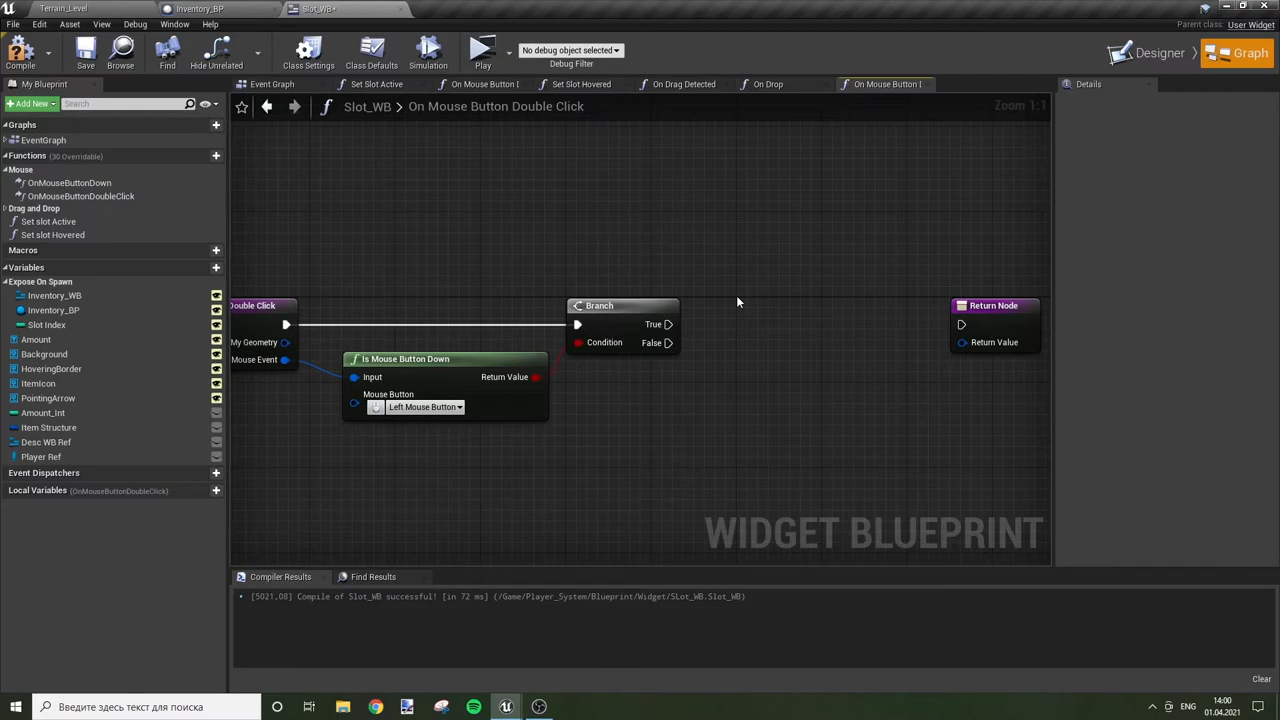 Terrain_Level
Inventory_BP
Slot_WB*
File
Edit
Asset
View
Debug
Window
Help
Parent class:
User Widget
Compile
Save
Browse
Find
Hide Unrelated
Class Settings
Class Defaults
Simulation
Play
No debug object selected
Debug Filter
Designer
Graph
My Blueprint
Event Graph
Set Slot Active
On Mouse Button [
Set Slot Hovered
On Drag Detected
On Drop
On Mouse Button [
Details
Add New
Search
Slot_WB > On Mouse Button Double Click
Zoom 1:1
Graphs
EventGraph
Functions (30 Overridable)
Mouse
OnMouseButtonDown
OnMouseButtonDoubleClick
Drag and Drop
Set slot Active
Set slot Hovered
Macros
Variables
Expose On Spawn
Inventory_WB
Inventory_BP
Slot Index
Amount
Background
HoveringBorder
ItemIcon
PointingArrow
Amount_Int
Item Structure
Desc WB Ref
Player Ref
Event Dispatchers
Local Variables (OnMouseButtonDoubleClick)
Double Click
My Geometry
Mouse Event
Is Mouse Button Down
Input
Return Value
Mouse Button
Left Mouse Button
Branch
True
Condition
False
Return Node
Return Value
WIDGET BLUEPRINT
Compiler Results
Find Results
[5021,08] Compile of Slot_WB successful! [in 72 ms] (/Game/Player_System/Blueprint/Widget/SLot_WB.Slot_WB)
Clear
Введите здесь текст для поиска
ENG
14:00
01.04.2021